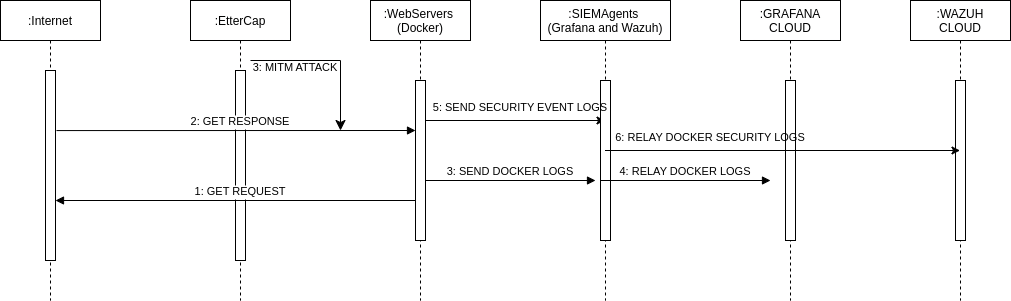 :Internet
:EtterCap
:WebServers
(Docker)
:SIEMAgents
(Grafana and Wazuh)
:GRAFANA
CLOUD
:WAZUH
CLOUD
3: MITM ATTACK
5: SEND SECURITY EVENT LOGS
2: GET RESPONSE
6: RELAY DOCKER SECURITY LOGS
3: SEND DOCKER LOGS
4: RELAY DOCKER LOGS
1: GET REQUEST